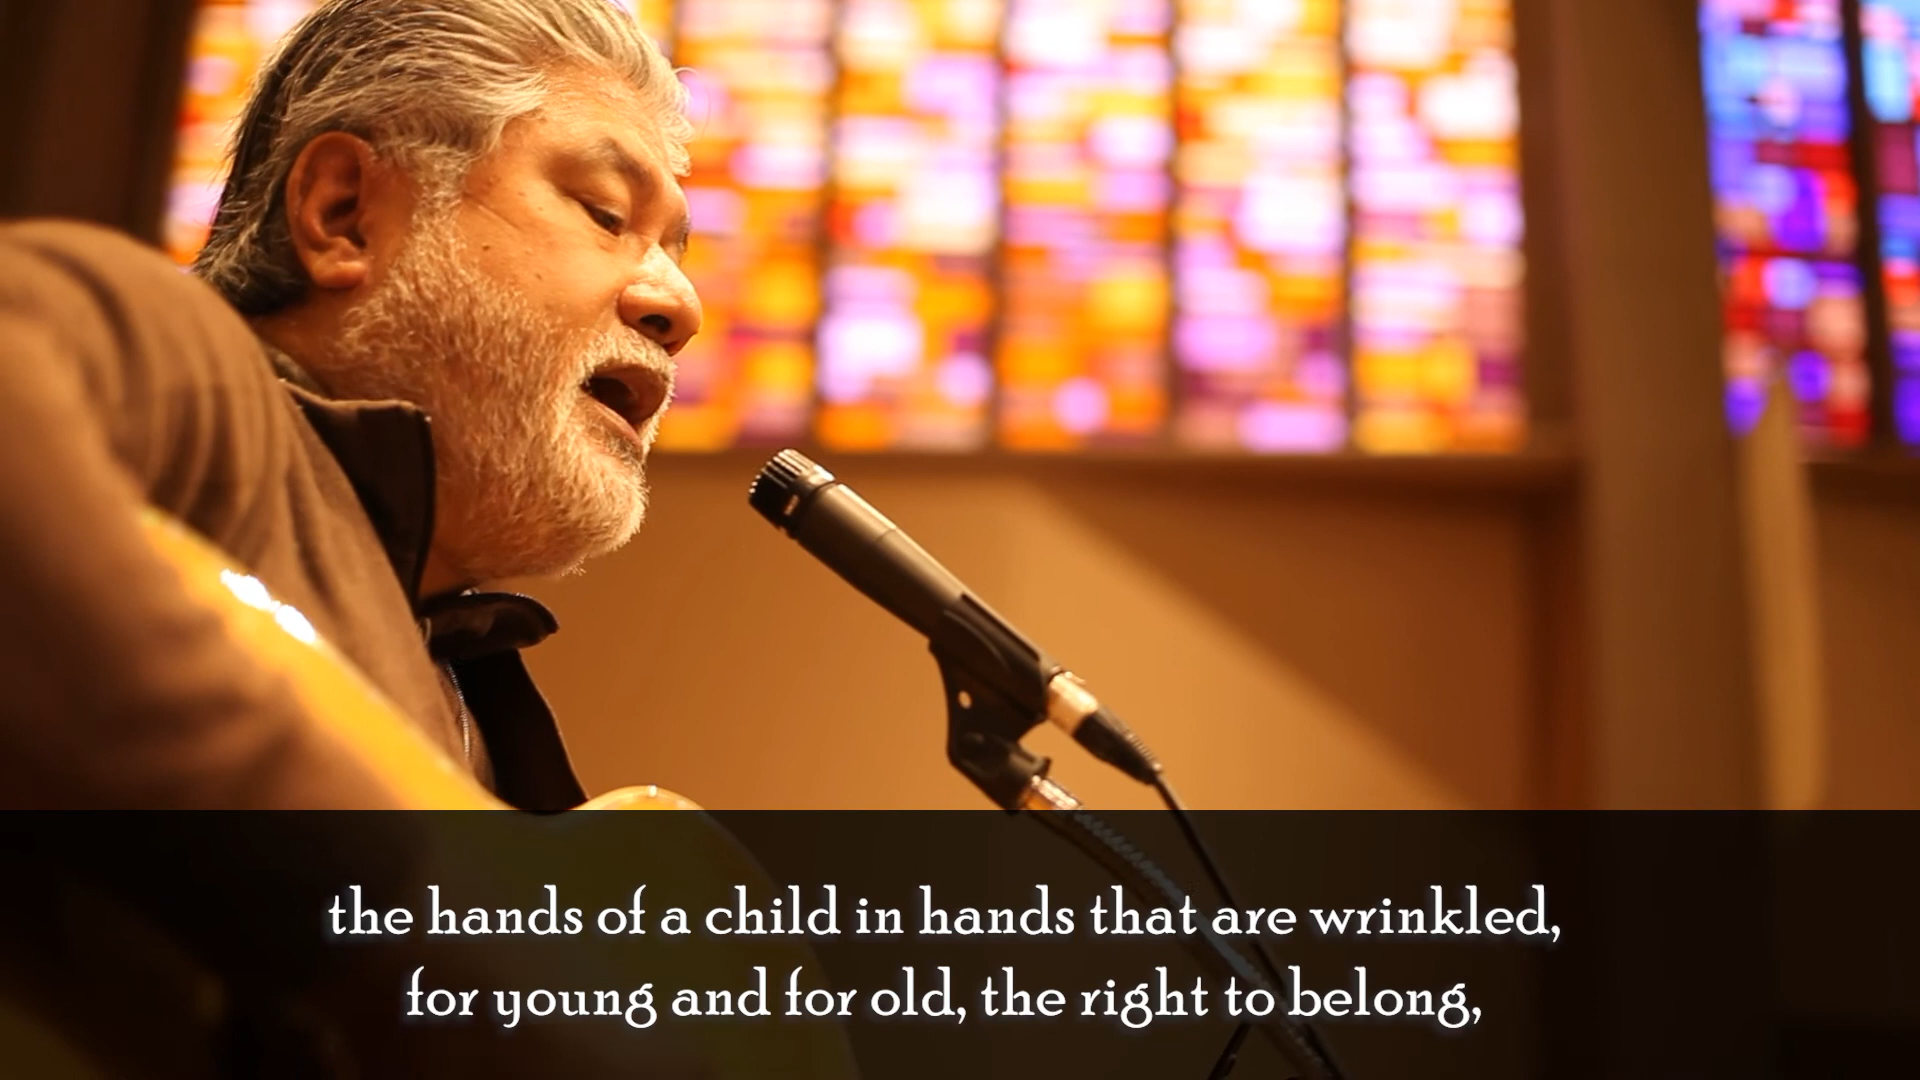 the hands of a child in hands that are wrinkled,
for young and for old, the right to belong,